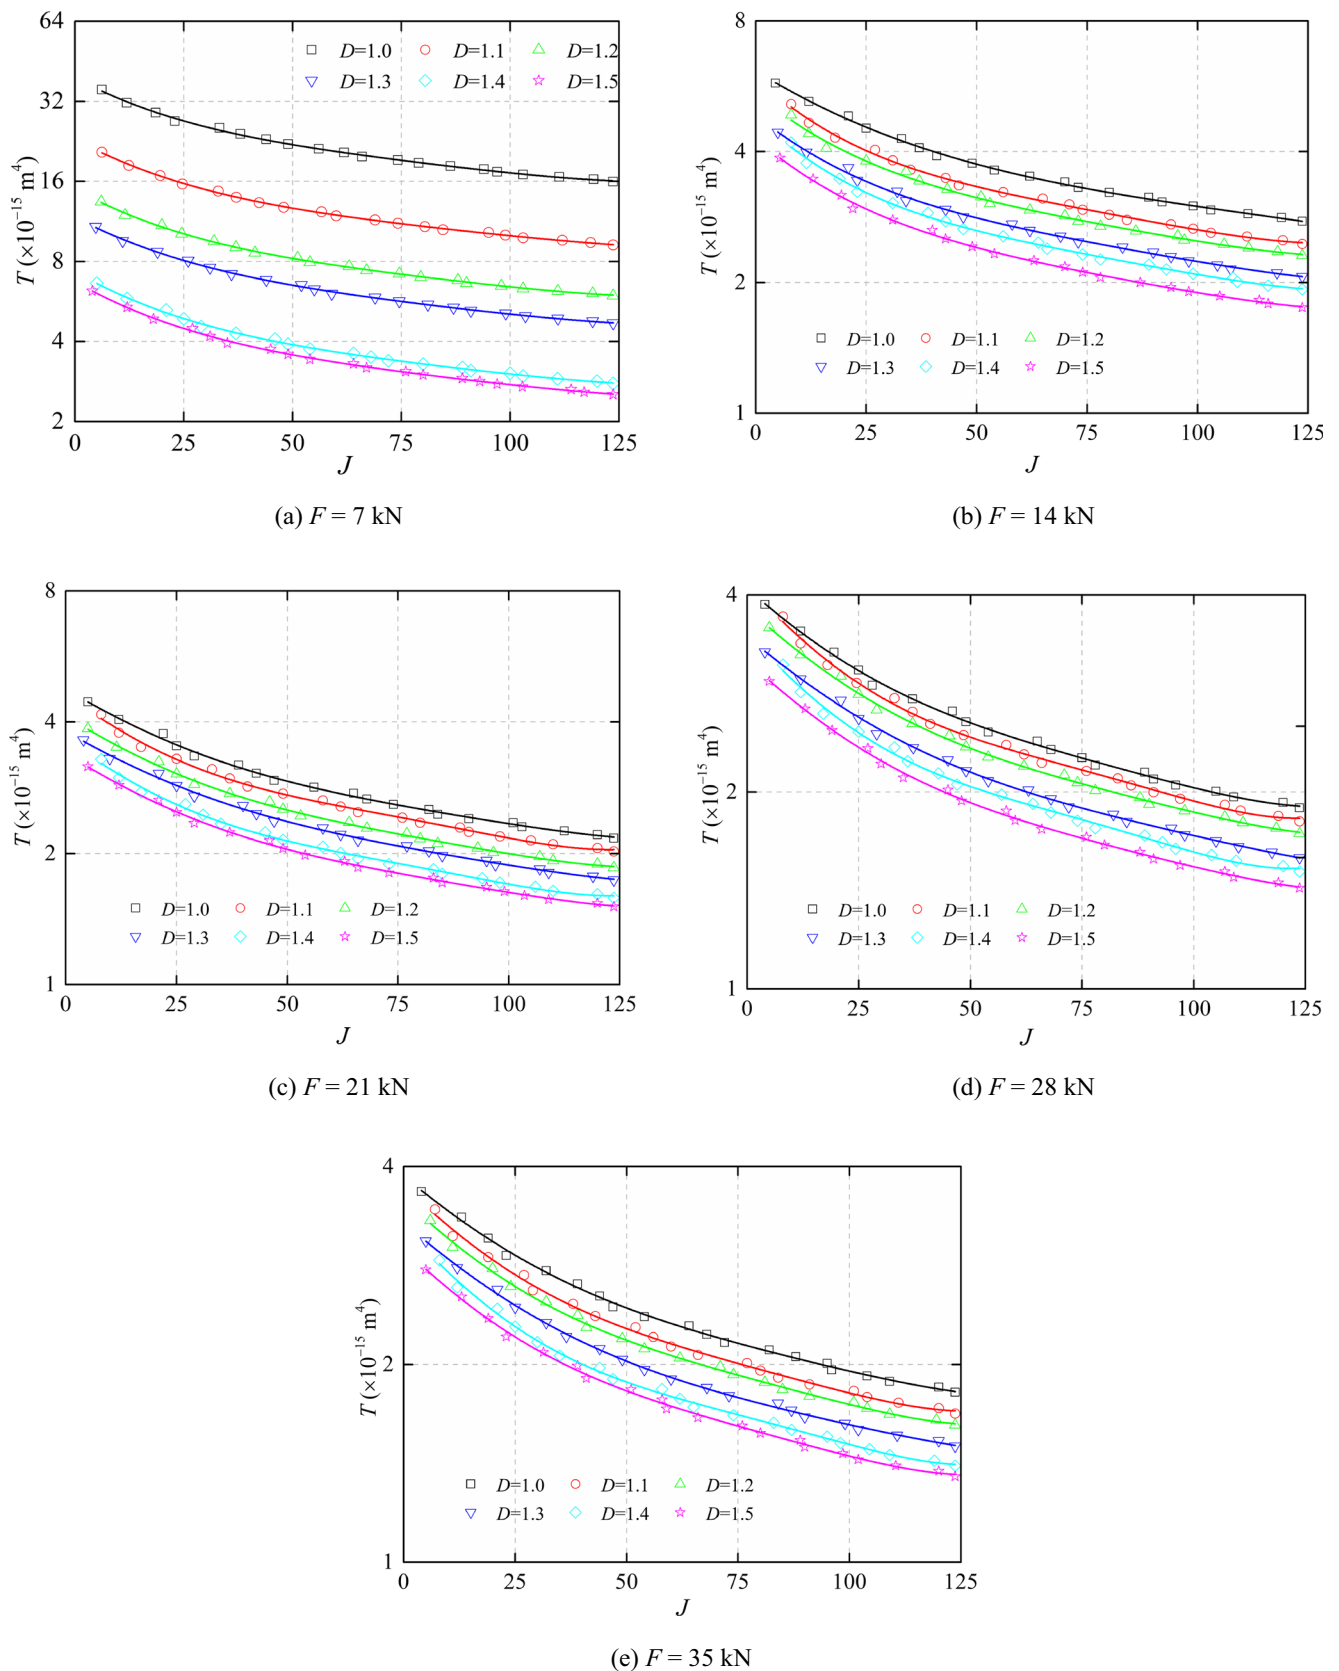 64
32
16
8
4
2
T (×10⁻¹⁵ m⁴)
D=1.0 D=1.1 D=1.2
D=1.3 D=1.4 D=1.5
0 25 50 75 100 125
J
(a) F = 7 kN
8
4
2
1
T (×10⁻¹⁵ m⁴)
D=1.0 D=1.1 D=1.2
D=1.3 D=1.4 D=1.5
0 25 50 75 100 125
J
(b) F = 14 kN
8
4
2
1
T (×10⁻¹⁵ m⁴)
D=1.0 D=1.1 D=1.2
D=1.3 D=1.4 D=1.5
0 25 50 75 100 125
J
(c) F = 21 kN
4
2
1
T (×10⁻¹⁵ m⁴)
D=1.0 D=1.1 D=1.2
D=1.3 D=1.4 D=1.5
0 25 50 75 100 125
J
(d) F = 28 kN
4
2
1
T (×10⁻¹⁵ m⁴)
D=1.0 D=1.1 D=1.2
D=1.3 D=1.4 D=1.5
0 25 50 75 100 125
J
(e) F = 35 kN